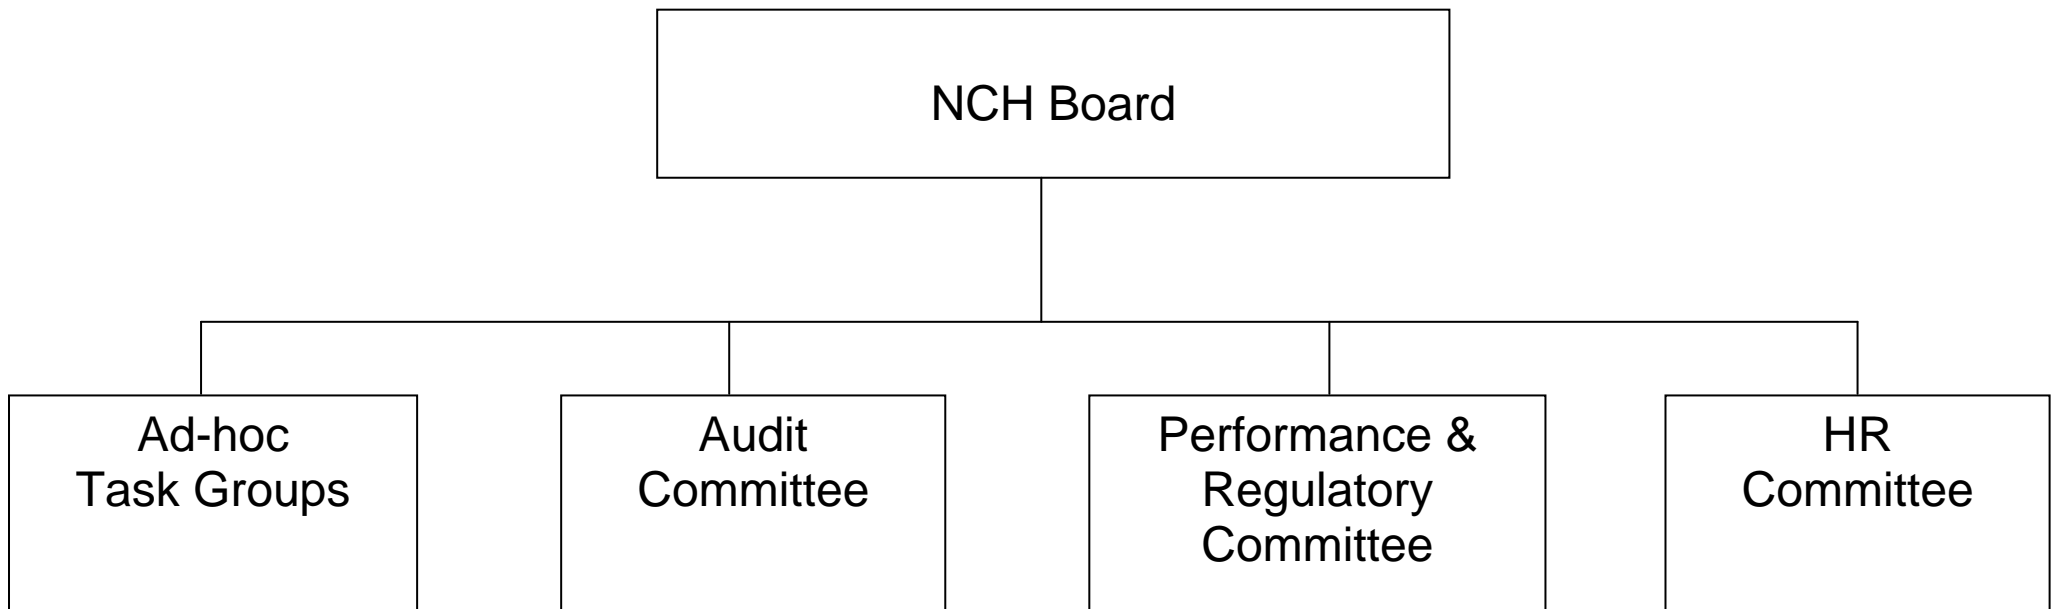 NCH Board
Ad-hoc
Task Groups
Audit
Committee
Performance &
Regulatory
Committee
HR
Committee